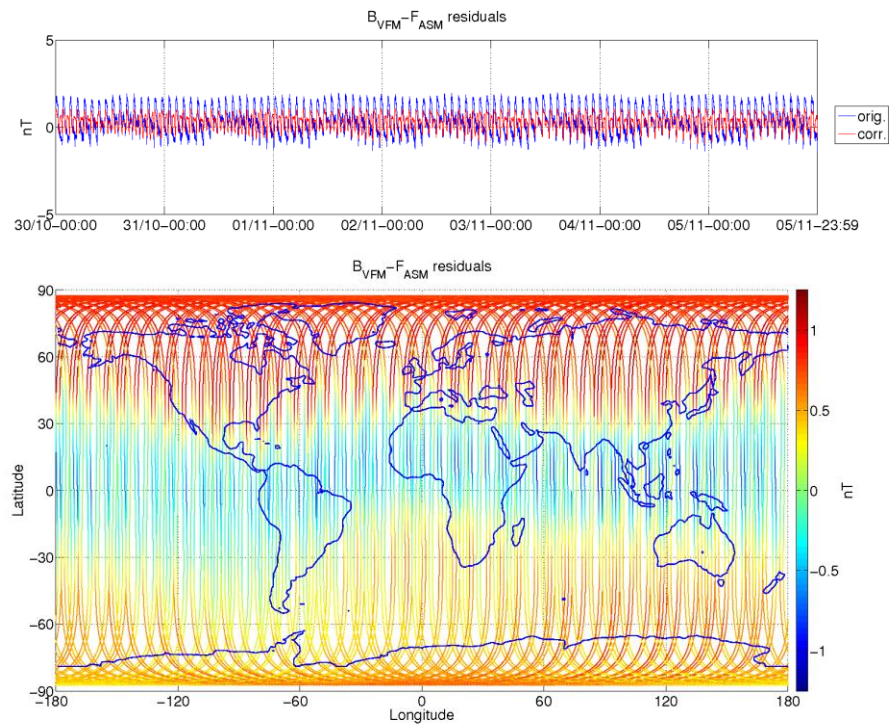 B_VFM−F_ASM residuals
5
0
−5
nT
30/10−00:00 31/10−00:00 01/11−00:00 02/11−00:00 03/11−00:00 04/11−00:00 05/11−00:00 05/11−23:59
orig.
corr.
B_VFM−F_ASM residuals
90
60
30
0
−30
−60
−90
Latitude
−180 −120 −60 0 60 120 180
Longitude
1
0.5
0
−0.5
−1
nT